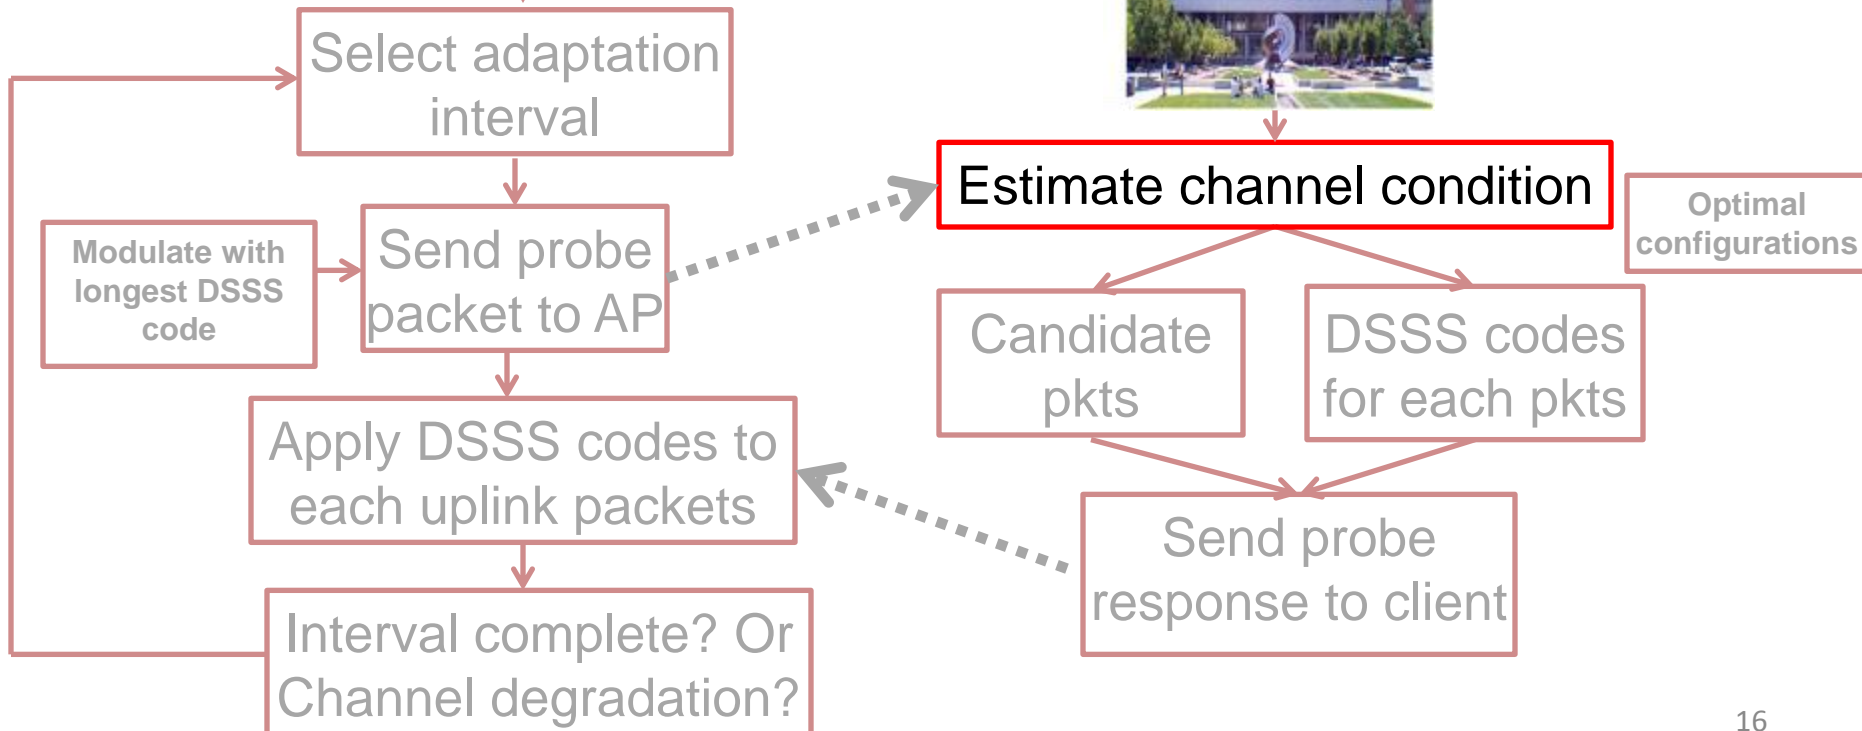 Select adaptation
interval
Modulate with
longest DSSS
code
Send probe
packet to AP
Apply DSSS codes to
each uplink packets
Interval complete? Or
Channel degradation?
Estimate channel condition
Optimal
configurations
Candidate
pkts
DSSS codes
for each pkts
Send probe
response to client
16